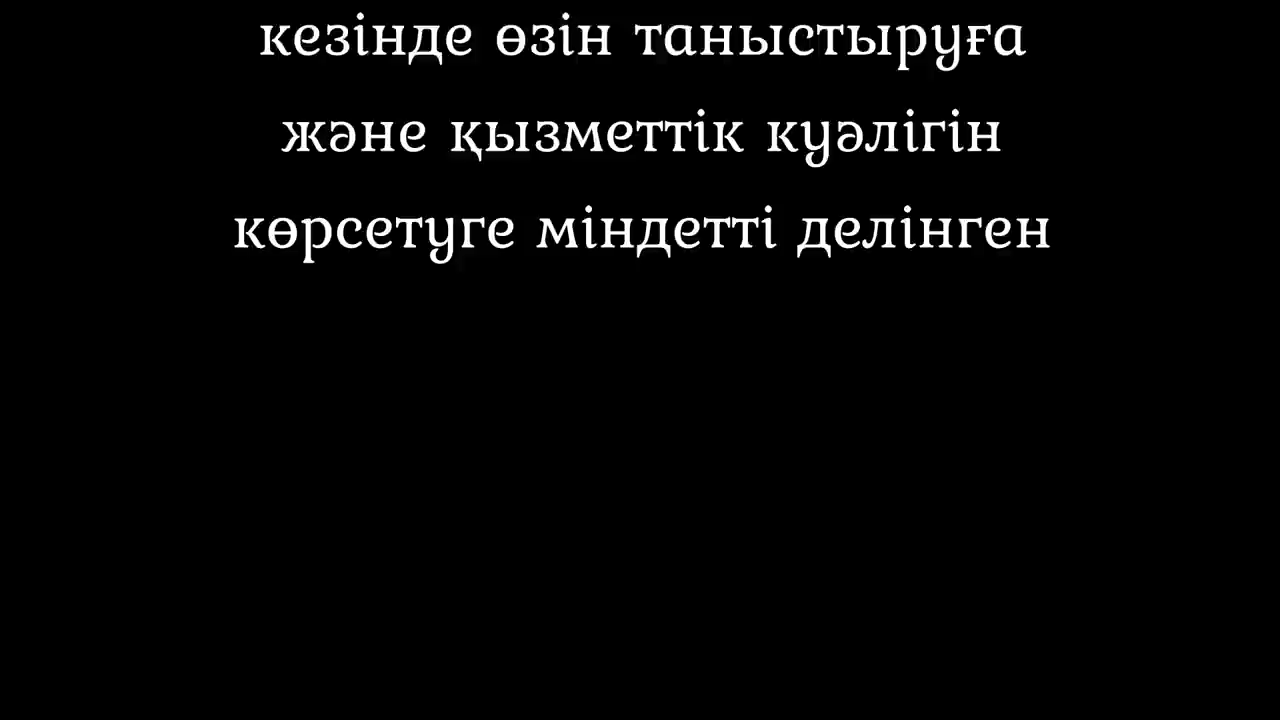 кезінде өзін таныстыруға
және қызметтік куәлігін
көрсетуге міндетті делінген